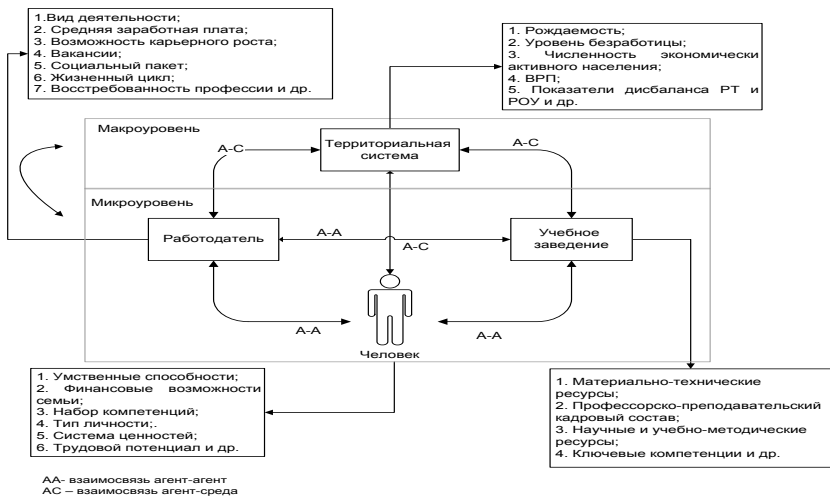 1.Вид деятельности;
2. Средняя заработная плата;
3. Возможность карьерного роста;
4. Вакансии;
5. Социальный пакет;
6. Жизненный цикл;
7. Восстребованность профессии и др.
1. Рождаемость;
2. Уровень безработицы;
3. Численность экономически
активного населения;
4. ВРП;
5. Показатели дисбаланса РТ и
РОУ и др.
Макроуровень
Территориальная
система
А-С
А-С
Микроуровень
Работодатель
А-А
А-С
Учебное
заведение
А-А
А-А
Человек
1. Умственные способности;
2. Финансовые возможности
семьи;
3. Набор компетенций;
4. Тип личности;.
5. Система ценностей;
6. Трудовой потенциал и др.
1. Материально-технические
ресурсы;
2. Профессорско-преподавательский
кадровый состав;
3. Научные и учебно-методические
ресурсы;
4. Ключевые компетенции и др.
АА- взаимосвязь агент-агент
АС – взаимосвязь агент-среда